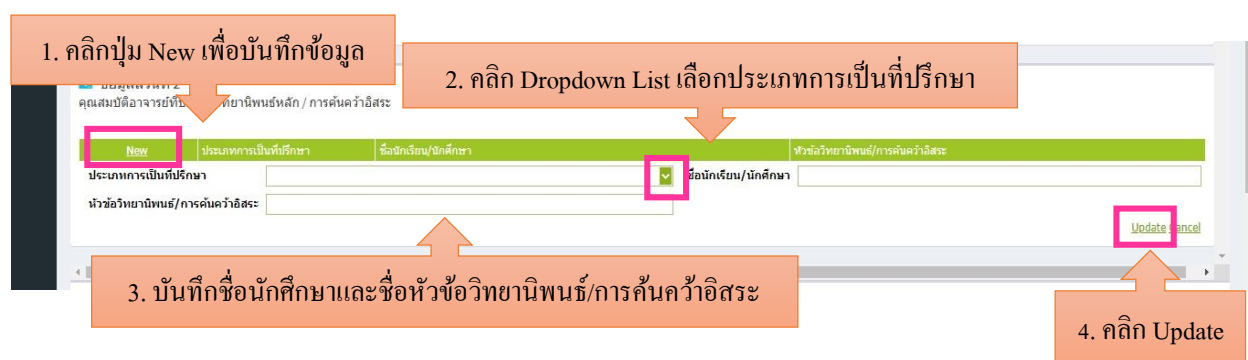 1. คลิกปุ่ม New เพื่อบันทึกข้อมูล
2. คลิก Dropdown List เลือกประเภทการเป็นที่ปรึกษา
คุณสมบัติอาจารย์ที่ป ทยานิพนธ์หลัก / การค้นคว้าอิสระ
New ประเภทการเป็นที่ปรึกษา ชื่อนักเรียน/นักศึกษา หัวข้อวิทยานิพนธ์/การค้นคว้าอิสระ
ประเภทการเป็นที่ปรึกษา ชื่อนักเรียน/นักศึกษา
หัวข้อวิทยานิพนธ์/การค้นคว้าอิสระ
Update Cancel
3. บันทึกชื่อนักศึกษาและชื่อหัวข้อวิทยานิพนธ์/การค้นคว้าอิสระ
4. คลิก Update